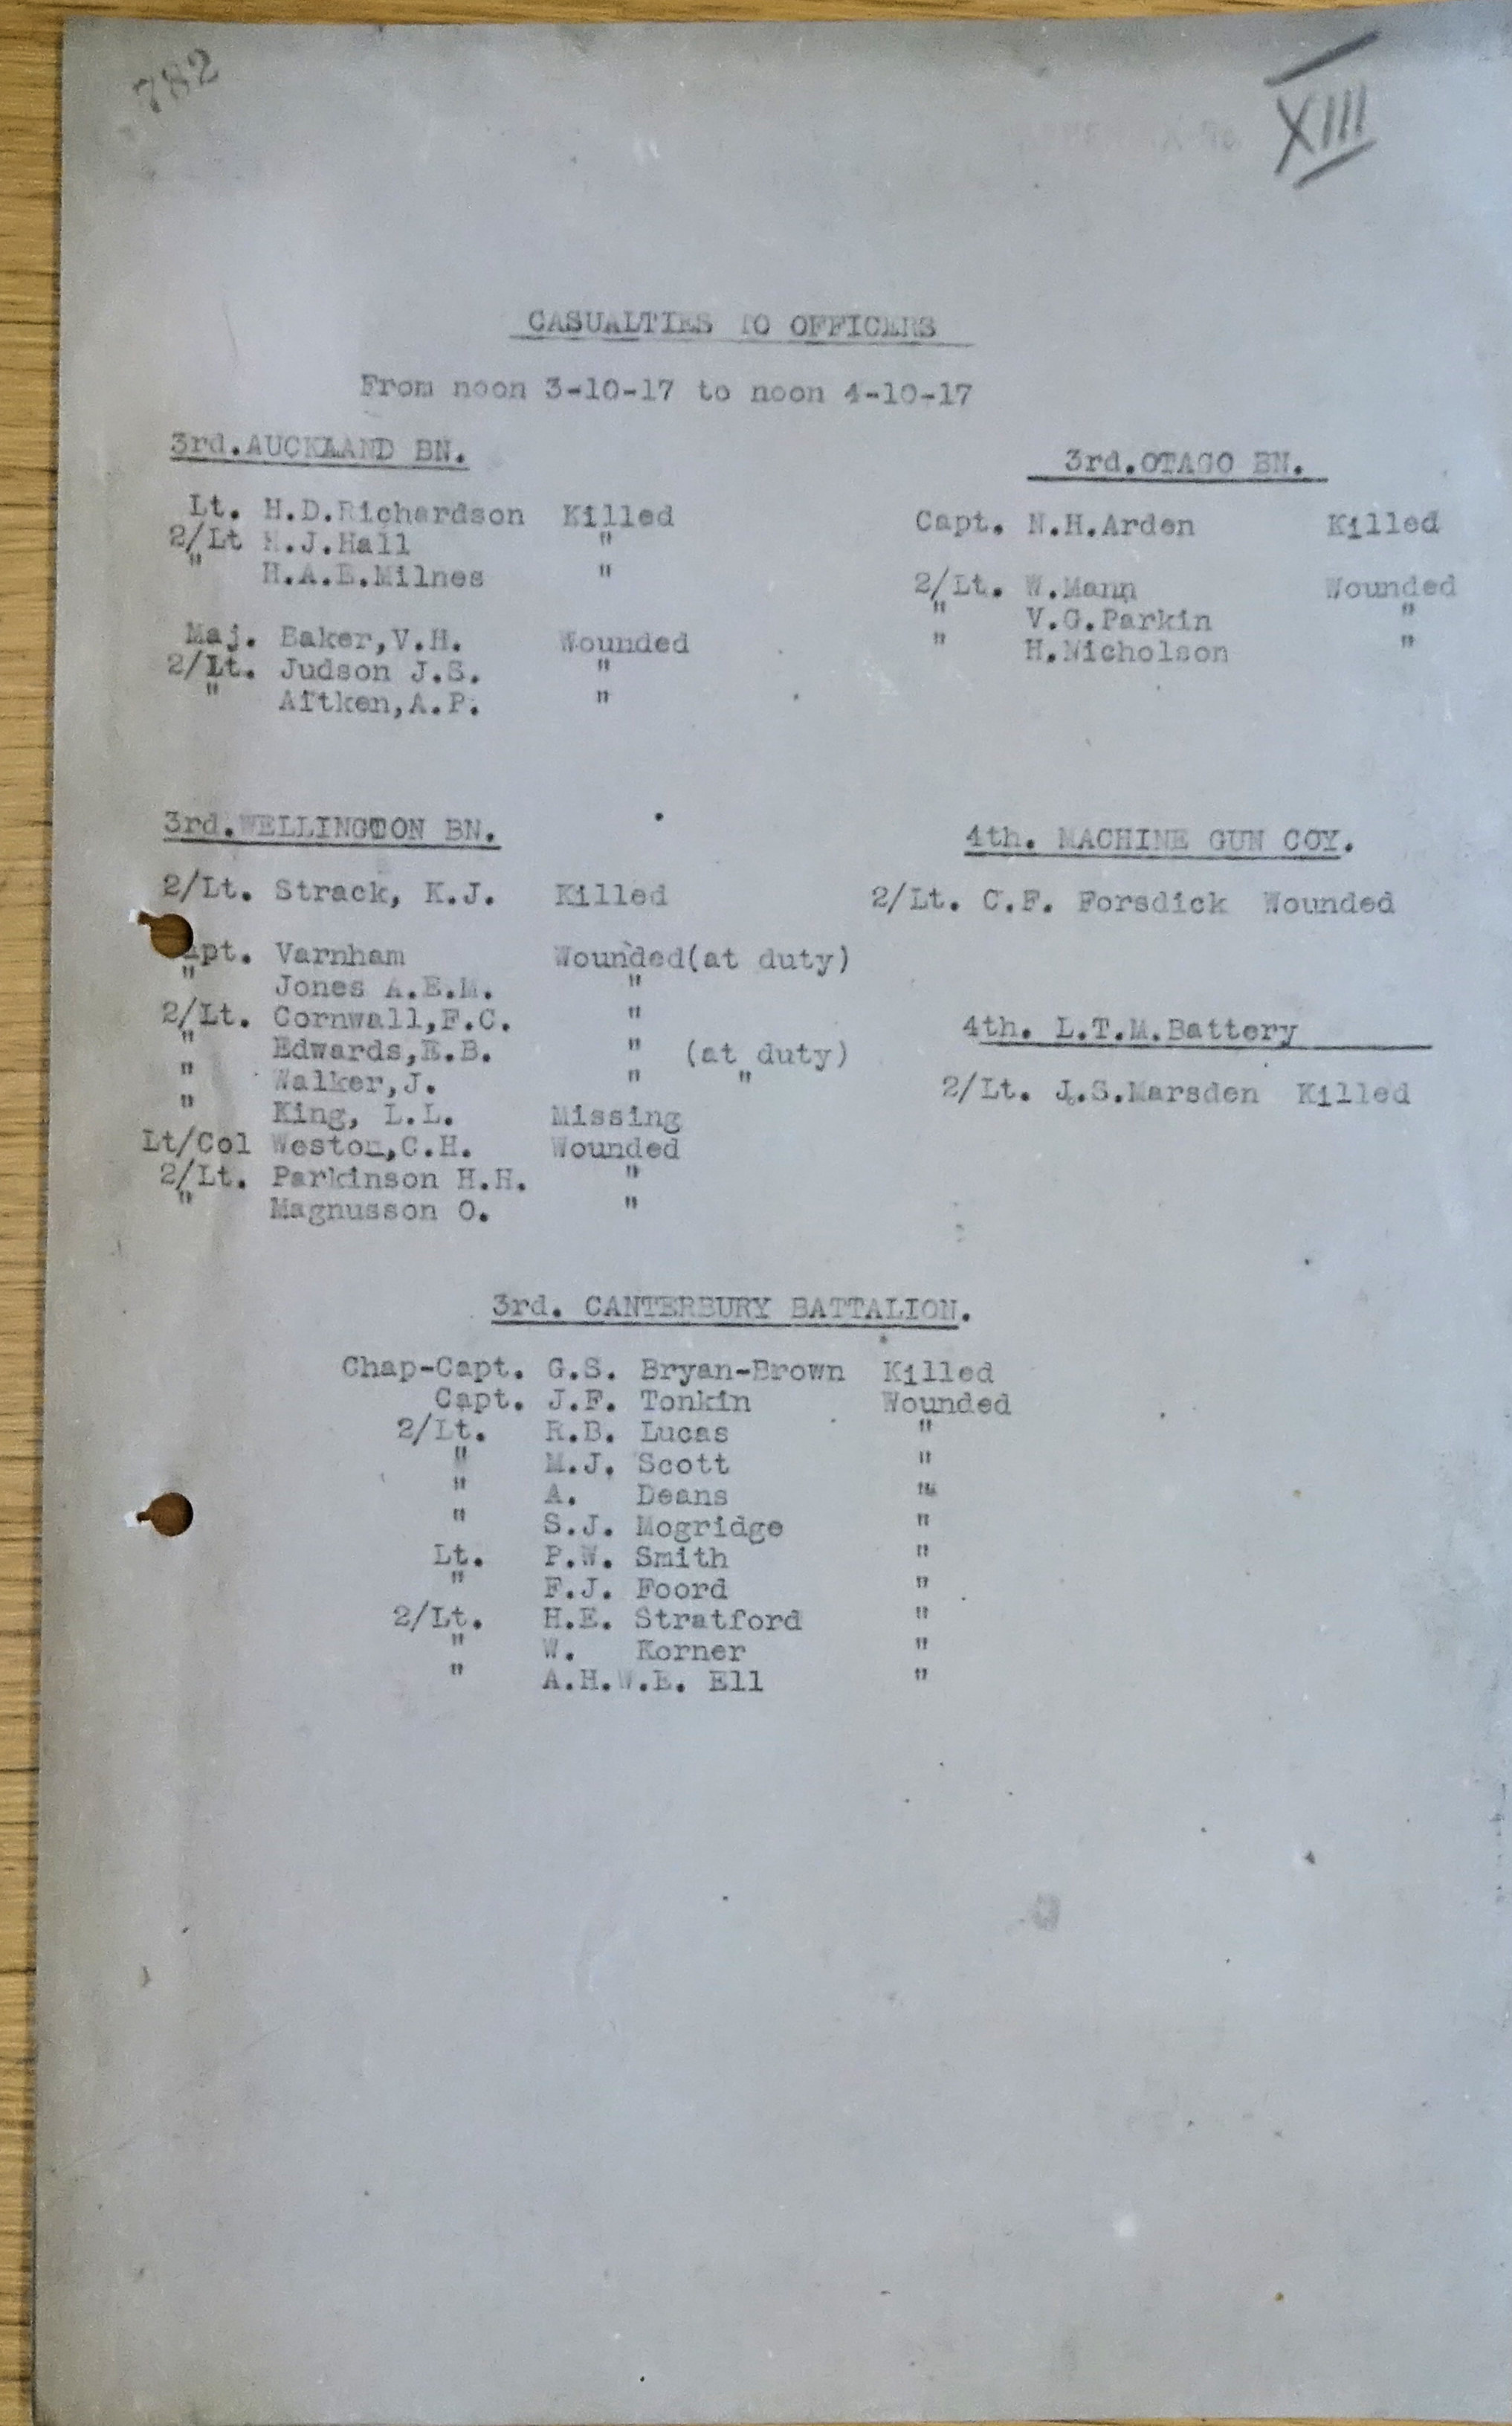 782
XIII
CASUALTIES TO OFFICERS
From noon 3-10-17 to noon 4-10-17
3rd.AUCKLAND BN.
Lt. H.D.Richardson Killed
2/Lt H.J.Hall "
" H.A.E.Milnes "
Maj. Baker,V.H. Wounded
2/Lt. Judson J.S. "
" Aitken,A.P. "
3rd.OTAGO BN.
Capt. N.H.Arden Killed
2/Lt. W.Mann Wounded
" V.G.Parkin "
" H.Nicholson "
3rd.WELLINGTON BN.
2/Lt. Strack, K.J. Killed
apt. Varnham Wounded(at duty)
" Jones A.E.M. "
2/Lt. Cornwall,F.C. "
" Edwards,E.B. " (at duty)
" Walker,J. " "
" King, L.L. Missing
Lt/Col Weston,C.H. Wounded
2/Lt. Parkinson H.H. "
" Magnusson O. "
4th. MACHINE GUN COY.
2/Lt. C.F. Forsdick Wounded
4th. L.T.M.Battery
2/Lt. J.S.Marsden Killed
3rd. CANTERBURY BATTALION.
Chap-Capt. G.S. Bryan-Brown Killed
Capt. J.F. Tonkin Wounded
2/Lt. R.B. Lucas "
" M.J. Scott "
" A. Deans "
" S.J. Mogridge "
Lt. P.W. Smith "
" F.J. Foord "
2/Lt. H.E. Stratford "
" W. Korner "
" A.H.W.E. Ell "